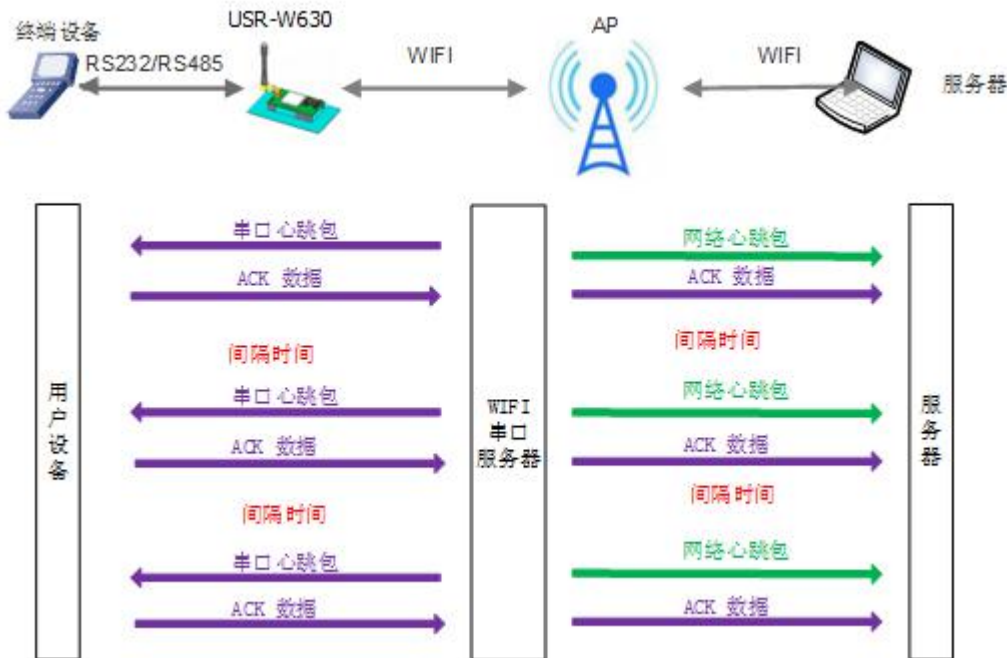 USR-W630
AP
终端设备
RS232/RS485
WIFI
WIFI
服务器
串口心跳包
网络心跳包
ACK 数据
ACK 数据
间隔时间
间隔时间
串口心跳包
网络心跳包
用户设备
WIFI
串口
服务器
服务器
ACK 数据
ACK 数据
间隔时间
间隔时间
串口心跳包
网络心跳包
ACK 数据
ACK 数据